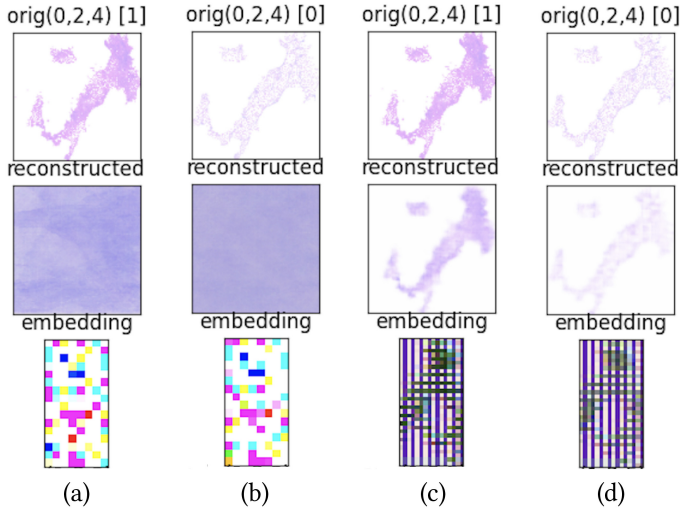 orig(0,2,4) [1] orig(0,2,4) [0] orig(0,2,4) [1] orig(0,2,4) [0]
reconstructed reconstructed reconstructed reconstructed
embedding embedding embedding embedding
(a) (b) (c) (d)